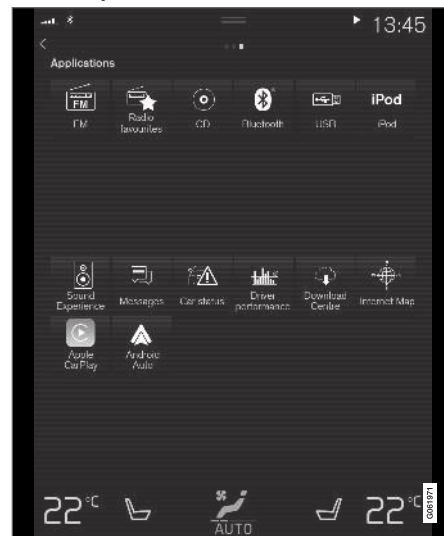 13:45
Applications
FM
iPod
FM
Radio
favourites
CD
Bluetooth
USB
iPod
Sound
Experience
Messages
Car status
Driver
performance
Download
Centre
Internet Map
Apple
CarPlay
Android
Auto
22°C
AUTO
22°C
G061971